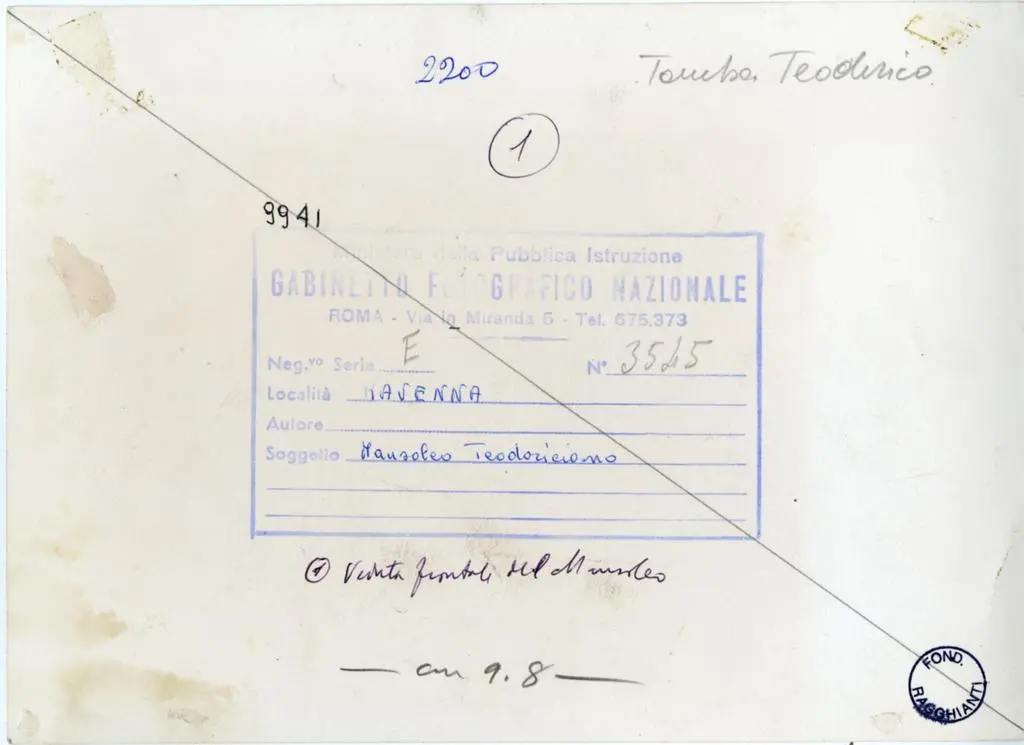 2200
Tomba Teoderico
1
9941
Ministero della Pubblica Istruzione
GABINETTO FOTOGRAFICO NAZIONALE
ROMA - Via in Miranda 5 - Tel. 675.373
Neg.vo Serie E N° 3545
Località RAVENNA
Autore
Soggetto Mausoleo Teodoriciano
① Veduta frontale del Mausoleo
— cm 9.8 —
FOND. RAGGHIANTI